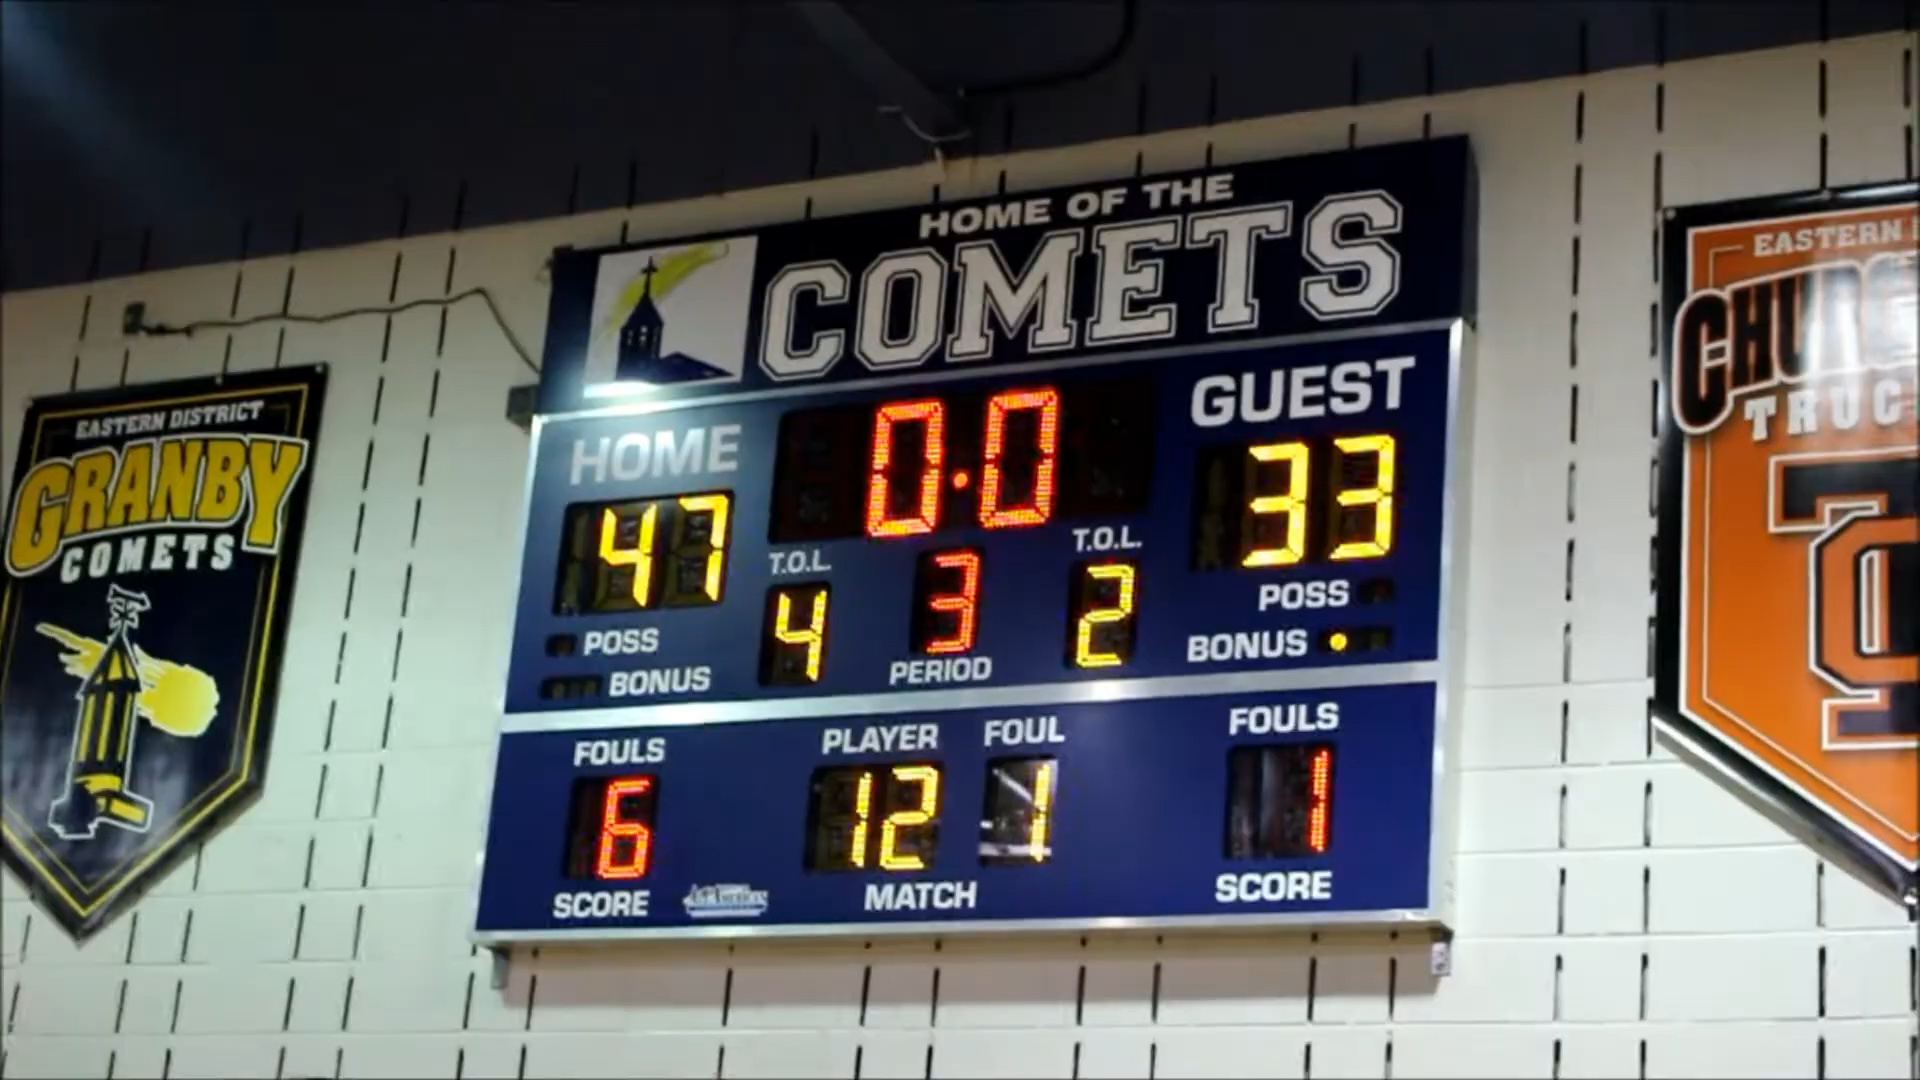 HOME OF THE
COMETS
EASTERN DISTRICT
GRANBY
COMETS
HOME
47
0.0
GUEST
33
T.O.L.
4
3
PERIOD
T.O.L.
2
POSS
BONUS
POSS
BONUS
FOULS
6
SCORE
PLAYER
12
FOUL
1
MATCH
FOULS
1
SCORE
EASTERN
TRUC